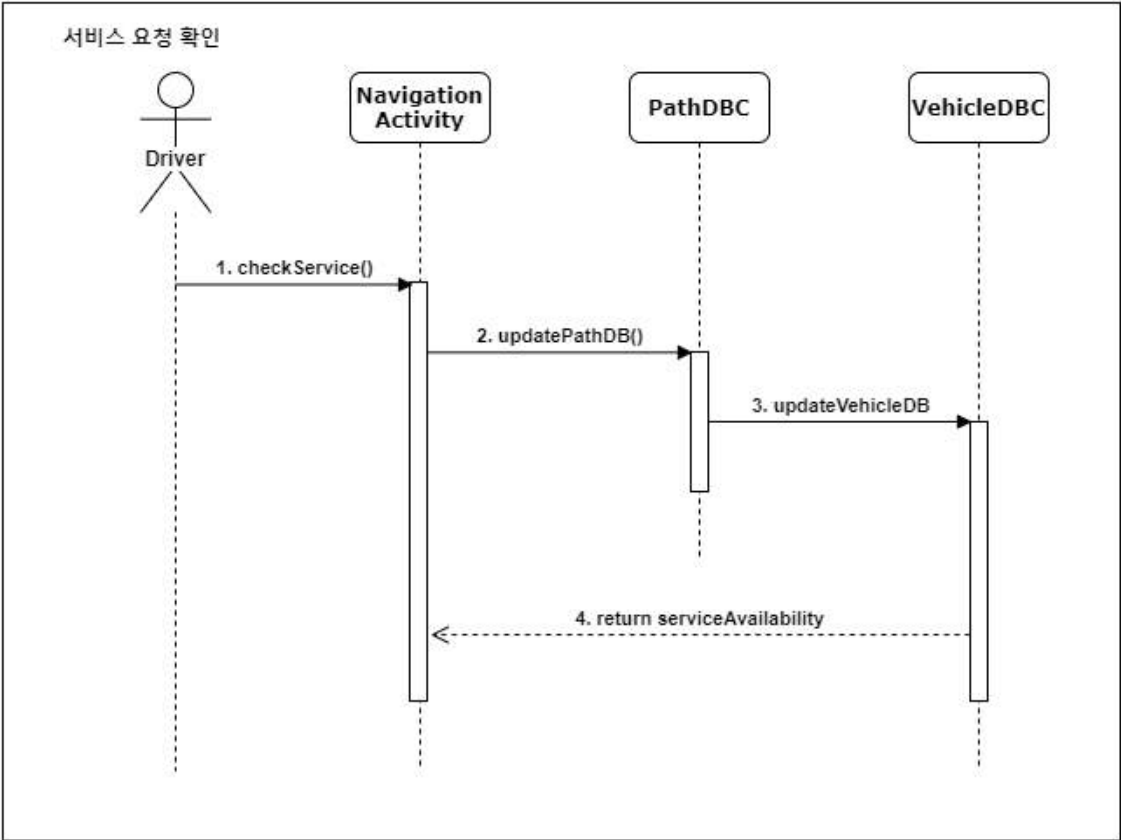 서비스 요청 확인
Navigation
Activity
PathDBC
VehicleDBC
Driver
1. checkService()
2. updatePathDB()
3. updateVehicleDB
4. return serviceAvailability